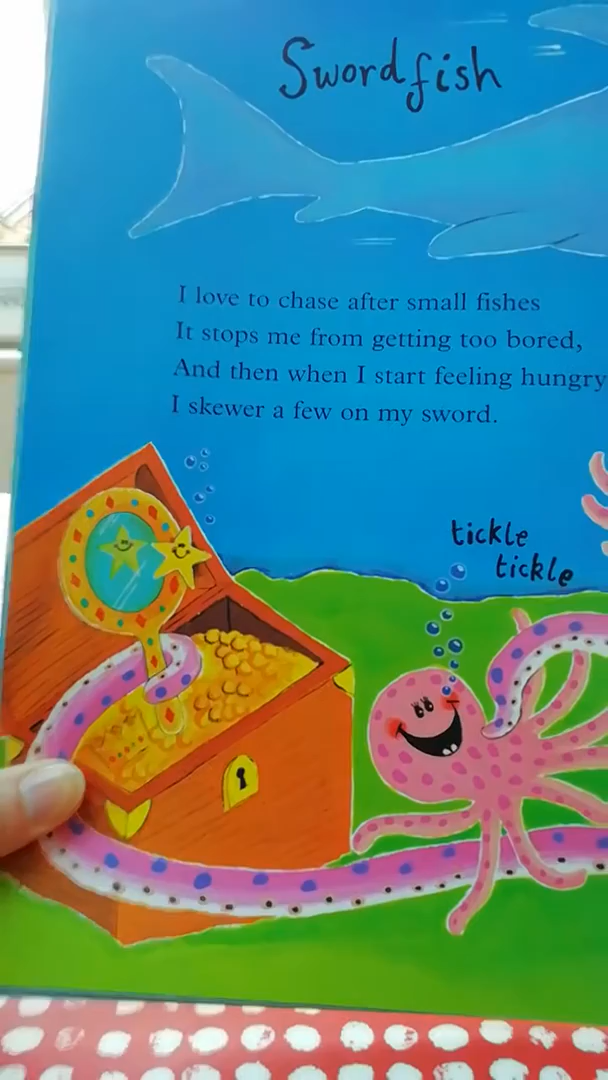 Swordfish
I love to chase after small fishes
It stops me from getting too bored,
And then when I start feeling hungry
I skewer a few on my sword.
tickle
tickle